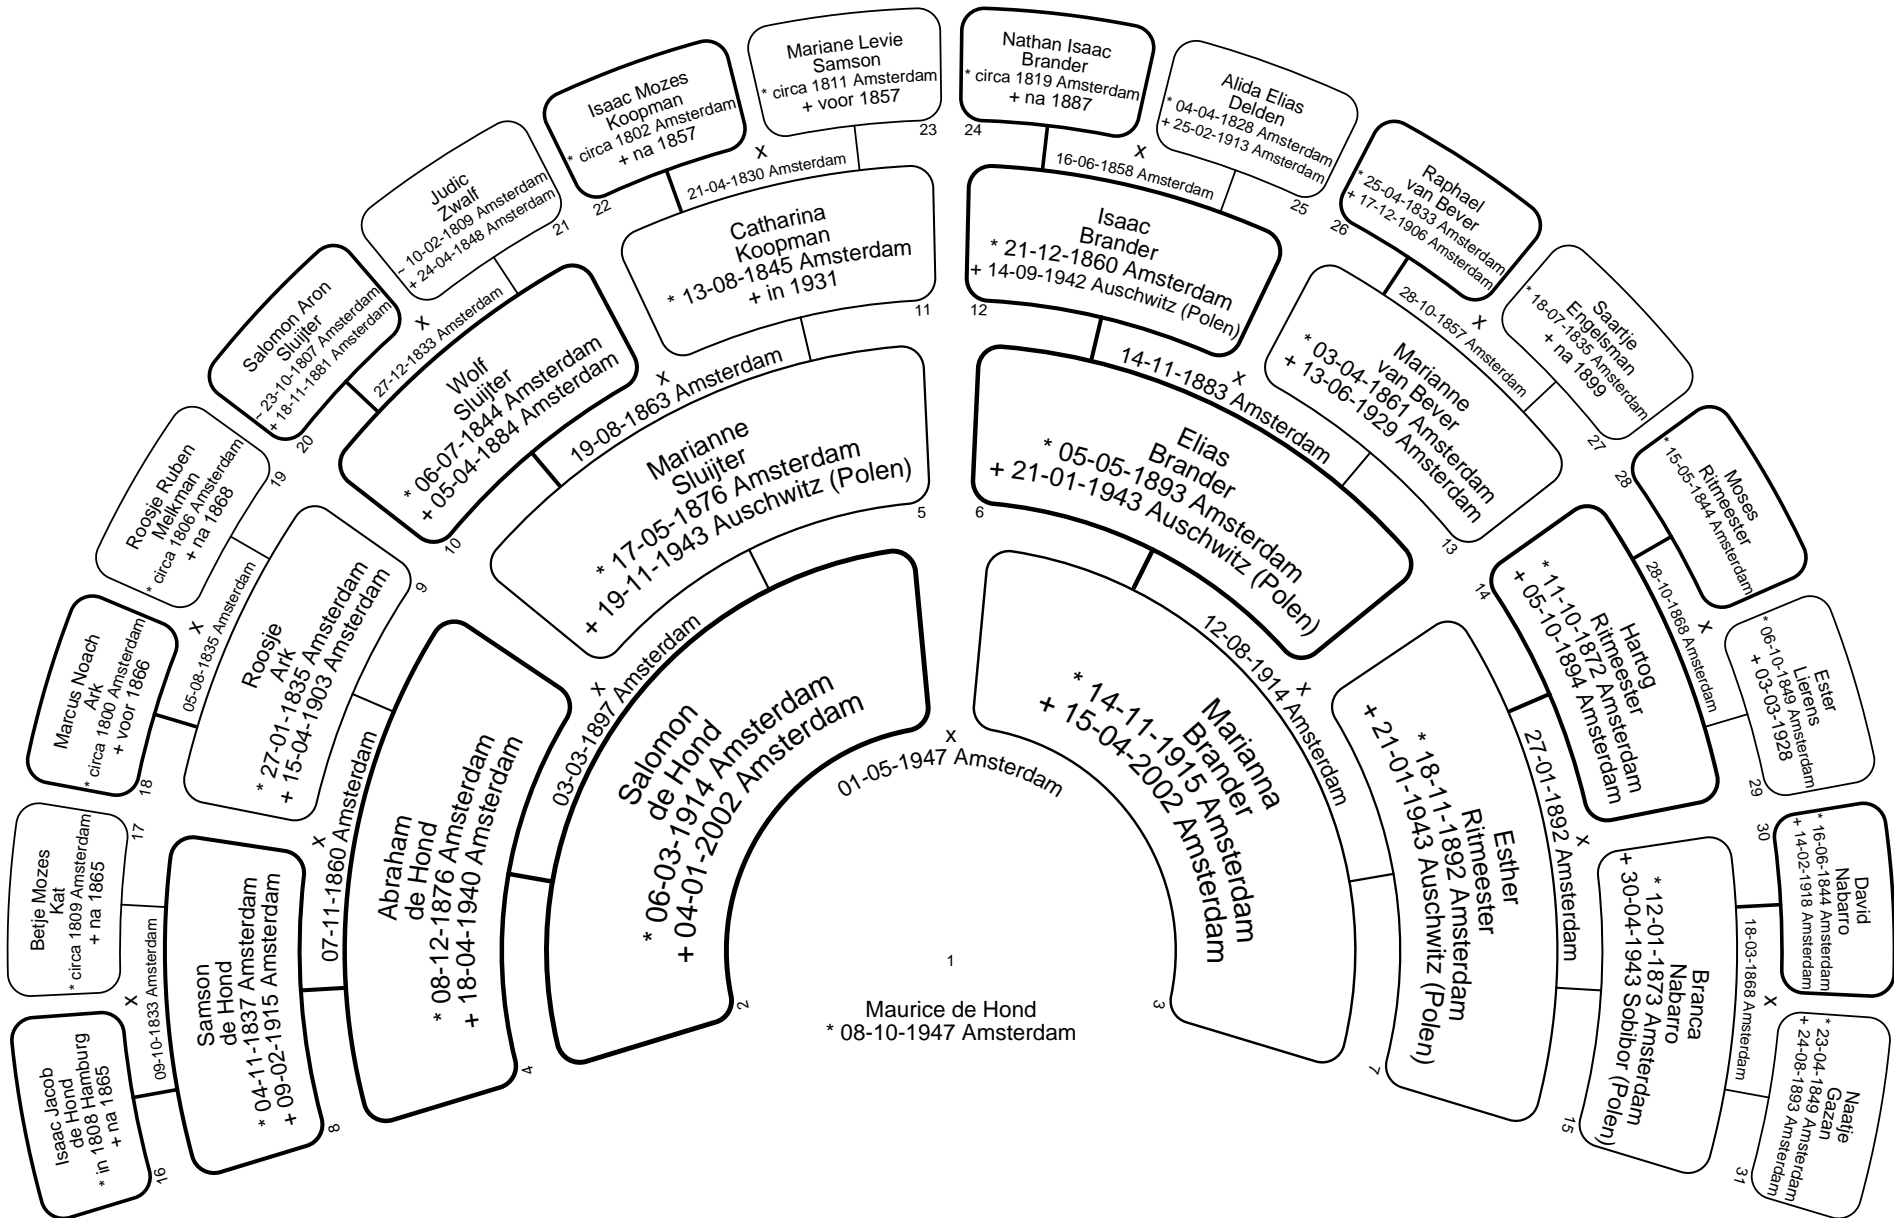 1
Maurice de Hond
* 08-10-1947 Amsterdam
x
01-05-1947 Amsterdam
Salomon
de Hond
* 06-03-1914 Amsterdam
+ 04-01-2002 Amsterdam
2
Marianna
Brander
* 14-11-1915 Amsterdam
+ 15-04-2002 Amsterdam
3
x
03-03-1897 Amsterdam
Abraham
de Hond
* 08-12-1876 Amsterdam
+ 18-04-1940 Amsterdam
4
Marianne
Sluijter
* 17-05-1876 Amsterdam
+ 19-11-1943 Auschwitz (Polen)
5
x
12-08-1914 Amsterdam
Elias
Brander
* 05-05-1893 Amsterdam
+ 21-01-1943 Auschwitz (Polen)
6
Esther
Ritmeester
* 18-11-1892 Amsterdam
+ 21-01-1943 Auschwitz (Polen)
7
x
07-11-1860 Amsterdam
Samson
de Hond
* 04-11-1837 Amsterdam
+ 09-02-1915 Amsterdam
8
Roosje
Ark
* 27-01-1835 Amsterdam
+ 15-04-1903 Amsterdam
9
x
19-08-1863 Amsterdam
Wolf
Sluijter
* 06-07-1844 Amsterdam
+ 05-04-1884 Amsterdam
10
Catharina
Koopman
* 13-08-1845 Amsterdam
+ in 1931
11
x
14-11-1883 Amsterdam
Isaac
Brander
* 21-12-1860 Amsterdam
+ 14-09-1942 Auschwitz (Polen)
12
Marianne
van Bever
* 03-04-1861 Amsterdam
+ 13-06-1929 Amsterdam
13
x
27-01-1892 Amsterdam
Hartog
Ritmeester
* 11-10-1872 Amsterdam
+ 05-10-1894 Amsterdam
14
Branca
Nabarro
* 12-01-1873 Amsterdam
+ 30-04-1943 Sobibor (Polen)
15
x
09-10-1833 Amsterdam
Isaac Jacob
de Hond
* in 1808 Hamburg
+ na 1865
16
Betje Mozes
Kat
* circa 1809 Amsterdam
+ na 1865
17
x
05-08-1835 Amsterdam
Marcus Noach
Ark
* circa 1800 Amsterdam
+ voor 1866
18
Roosje Ruben
Melkman
* circa 1806 Amsterdam
+ na 1868
19
x
27-12-1833 Amsterdam
Salomon Aron
Sluijter
~ 23-10-1807 Amsterdam
+ 18-11-1881 Amsterdam
20
Judic
Zwalf
~ 10-02-1809 Amsterdam
+ 24-04-1848 Amsterdam
21
x
21-04-1830 Amsterdam
Isaac Mozes
Koopman
* circa 1802 Amsterdam
+ na 1857
22
Mariane Levie
Samson
* circa 1811 Amsterdam
+ voor 1857
23
x
16-06-1858 Amsterdam
Nathan Isaac
Brander
* circa 1819 Amsterdam
+ na 1887
24
Alida Elias
Delden
* 04-04-1828 Amsterdam
+ 25-02-1913 Amsterdam
25
x
28-10-1857 Amsterdam
Raphael
van Bever
* 25-04-1833 Amsterdam
+ 17-12-1906 Amsterdam
26
Saartje
Engelsman
* 18-07-1835 Amsterdam
+ na 1899
27
x
28-10-1868 Amsterdam
Moses
Ritmeester
* 15-05-1844 Amsterdam
28
Ester
Lierens
* 06-10-1849 Amsterdam
+ 03-03-1928
29
x
18-03-1868 Amsterdam
David
Nabarro
* 16-06-1844 Amsterdam
+ 14-02-1918 Amsterdam
30
Naatje
Gazan
* 23-04-1849 Amsterdam
+ 24-08-1893 Amsterdam
31